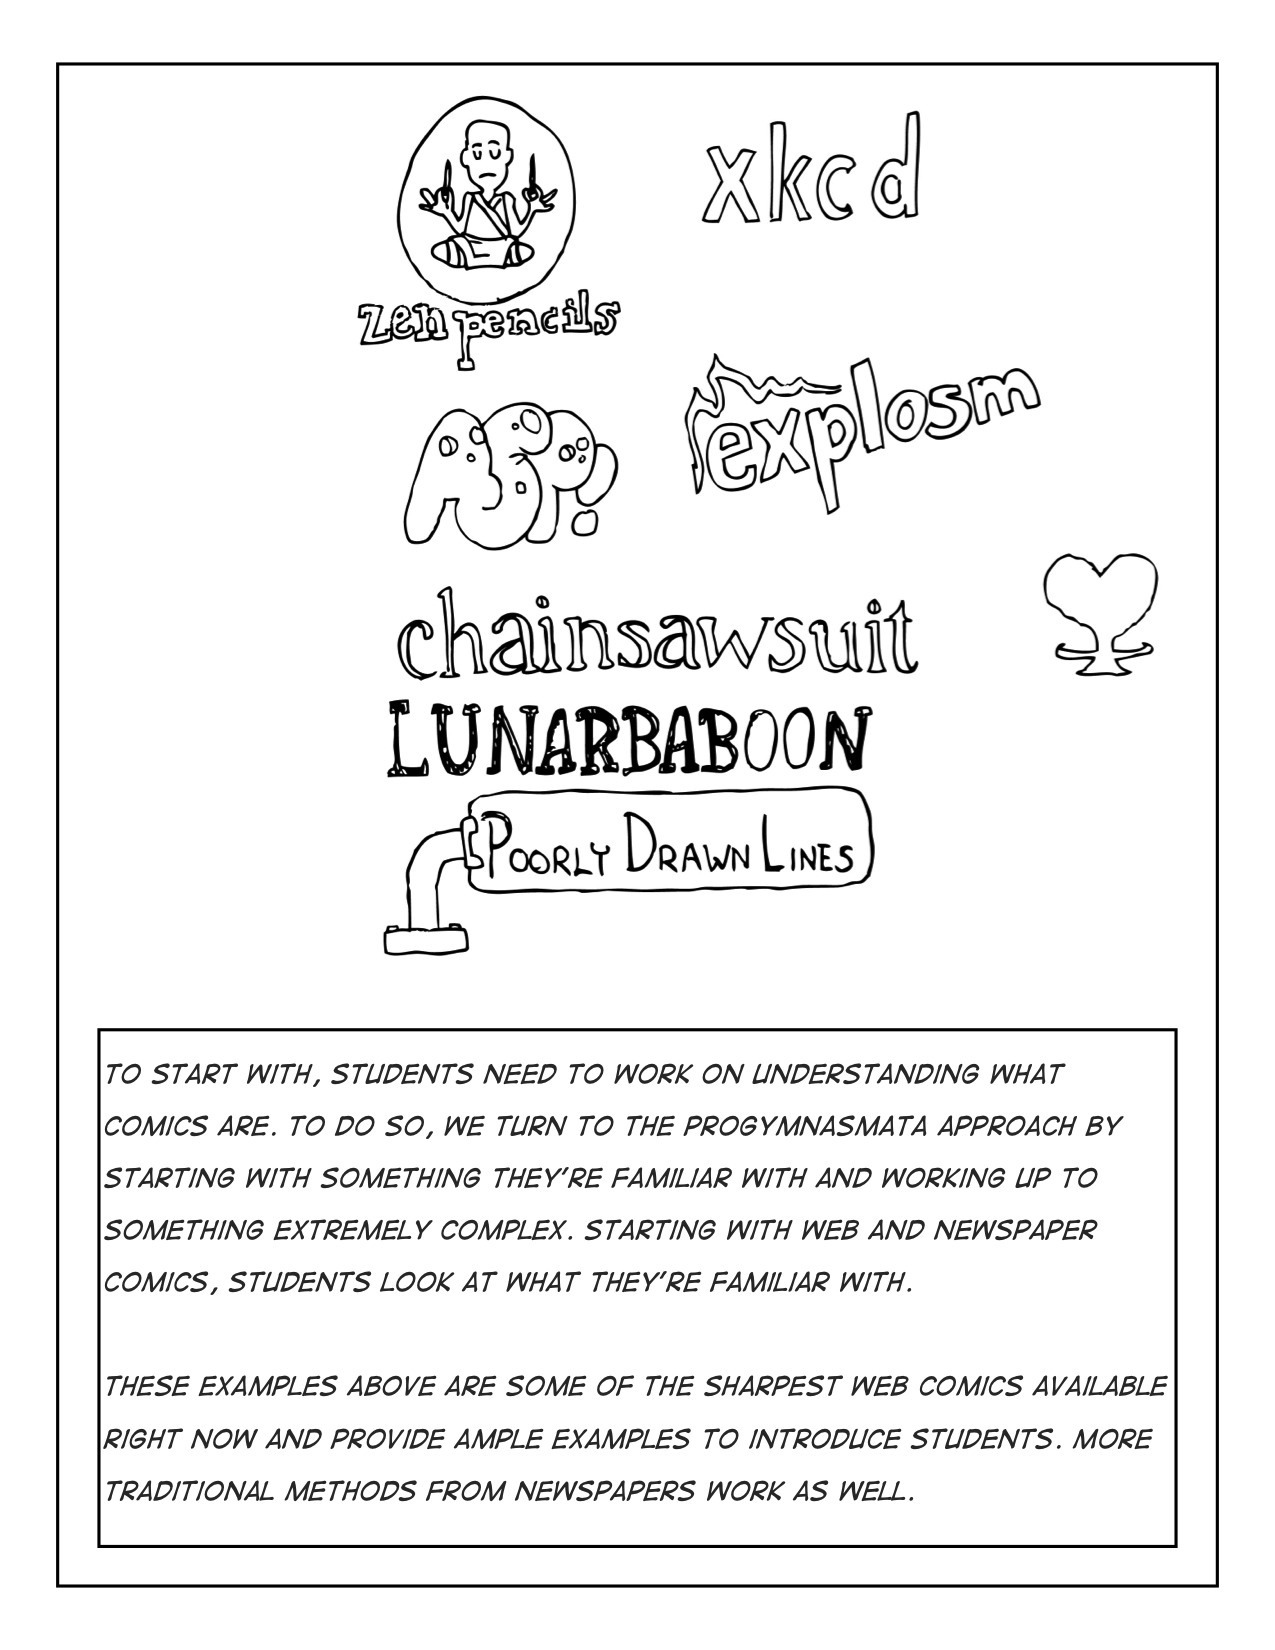 xkcd
zen pencils
explosm
ASP!
chainsawsuit
LUNARBABOON
POORLY DRAWN LINES
TO START WITH, STUDENTS NEED TO WORK ON UNDERSTANDING WHAT
COMICS ARE. TO DO SO, WE TURN TO THE PROGYMNASMATA APPROACH BY
STARTING WITH SOMETHING THEY'RE FAMILIAR WITH AND WORKING UP TO
SOMETHING EXTREMELY COMPLEX. STARTING WITH WEB AND NEWSPAPER
COMICS, STUDENTS LOOK AT WHAT THEY'RE FAMILIAR WITH.
THESE EXAMPLES ABOVE ARE SOME OF THE SHARPEST WEB COMICS AVAILABLE
RIGHT NOW AND PROVIDE AMPLE EXAMPLES TO INTRODUCE STUDENTS. MORE
TRADITIONAL METHODS FROM NEWSPAPERS WORK AS WELL.